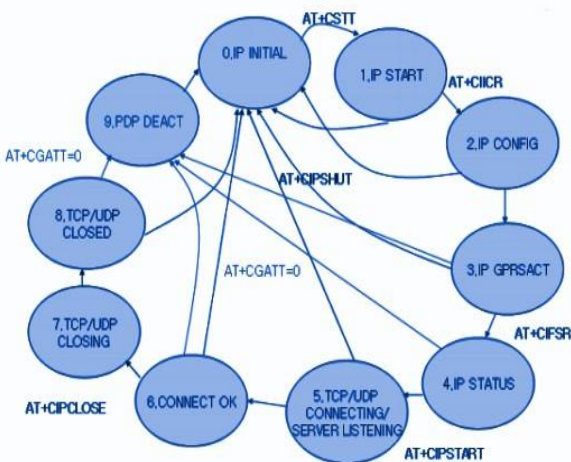 AT+CSTT
0,IP INITIAL
1,IP START
AT+CIICR
9,PDP DEACT
2,IP CONFIG
AT+CGATT=0
AT+CIPSHUT
8,TCP/UDP
CLOSED
3,IP GPRSACT
AT+CGATT=0
AT+CIFSR
7,TCP/UDP
CLOSING
4,IP STATUS
6,CONNECT OK
5,TCP/UDP
CONNECTING/
SERVER LISTENING
AT+CIPCLOSE
AT+CIPSTART